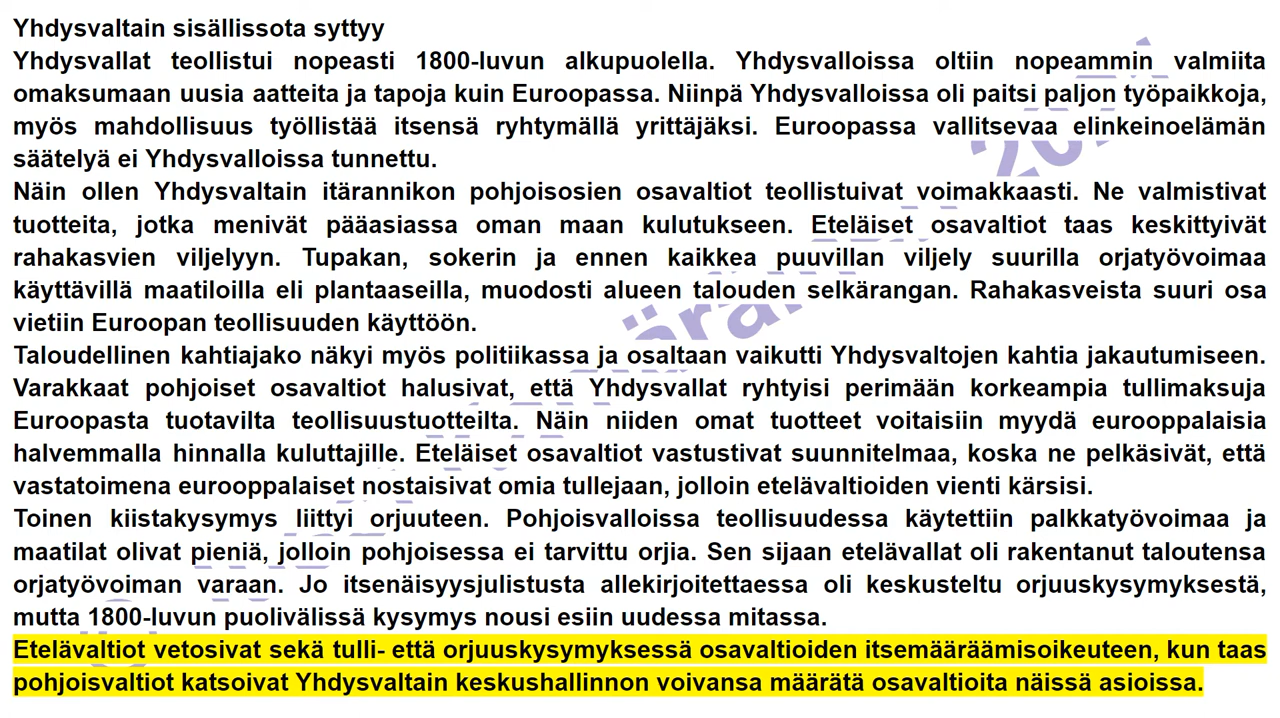 Yhdysvaltain sisällissota syttyy
Yhdysvallat teollistui nopeasti 1800-luvun alkupuolella. Yhdysvalloissa oltiin nopeammin valmiita
omaksumaan uusia aatteita ja tapoja kuin Euroopassa. Niinpä Yhdysvalloissa oli paitsi paljon työpaikkoja,
myös mahdollisuus työllistää itsensä ryhtymällä yrittäjäksi. Euroopassa vallitsevaa elinkeinoelämän
säätelyä ei Yhdysvalloissa tunnettu.
Näin ollen Yhdysvaltain itärannikon pohjoisosien osavaltiot teollistuivat voimakkaasti. Ne valmistivat
tuotteita, jotka menivät pääasiassa oman maan kulutukseen. Eteläiset osavaltiot taas keskittyivät
rahakasvien viljelyyn. Tupakan, sokerin ja ennen kaikkea puuvillan viljely suurilla orjatyövoimaa
käyttävillä maatiloilla eli plantaaseilla, muodosti alueen talouden selkärangan. Rahakasveista suuri osa
vietiin Euroopan teollisuuden käyttöön.
Taloudellinen kahtiajako näkyi myös politiikassa ja osaltaan vaikutti Yhdysvaltojen kahtia jakautumiseen.
Varakkaat pohjoiset osavaltiot halusivat, että Yhdysvallat ryhtyisi perimään korkeampia tullimaksuja
Euroopasta tuotavilta teollisuustuotteilta. Näin niiden omat tuotteet voitaisiin myydä eurooppalaisia
halvemmalla hinnalla kuluttajille. Eteläiset osavaltiot vastustivat suunnitelmaa, koska ne pelkäsivät, että
vastatoimena eurooppalaiset nostaisivat omia tullejaan, jolloin etelävaltioiden vienti kärsisi.
Toinen kiistakysymys liittyi orjuuteen. Pohjoisvalloissa teollisuudessa käytettiin palkkatyövoimaa ja
maatilat olivat pieniä, jolloin pohjoisessa ei tarvittu orjia. Sen sijaan etelävallat oli rakentanut taloutensa
orjatyövoiman varaan. Jo itsenäisyysjulistusta allekirjoitettaessa oli keskusteltu orjuuskysymyksestä,
mutta 1800-luvun puolivälissä kysymys nousi esiin uudessa mitassa.
Etelävaltiot vetosivat sekä tulli- että orjuuskysymyksessä osavaltioiden itsemääräämisoikeuteen, kun taas
pohjoisvaltiot katsoivat Yhdysvaltain keskushallinnon voivansa määrätä osavaltioita näissä asioissa.